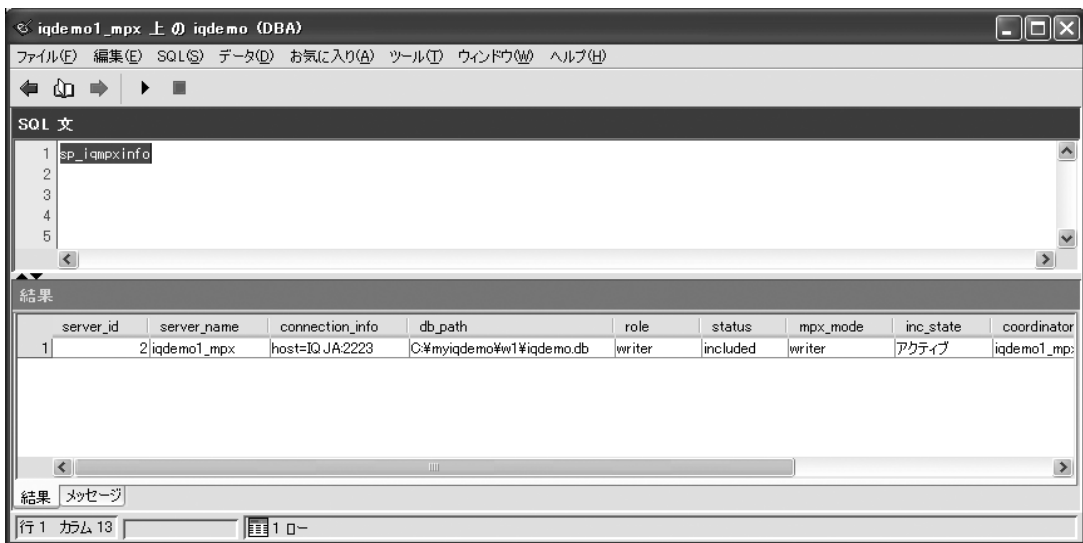 iqdemo1_mpx 上 の iqdemo (DBA)
ファイル(F) 編集(E) SQL(S) データ(D) お気に入り(A) ツール(T) ウィンドウ(W) ヘルプ(H)
SQL 文
1 sp_iqmpxinfo
2
3
4
5
結果
server_id server_name connection_info db_path role status mpx_mode inc_state coordinator
1 2 iqdemo1_mpx host=IQJA:2223 C:¥myiqdemo¥w1¥iqdemo.db writer included writer アクティブ iqdemo1_mp
結果 メッセージ
行 1 カラム 13 1 ロー